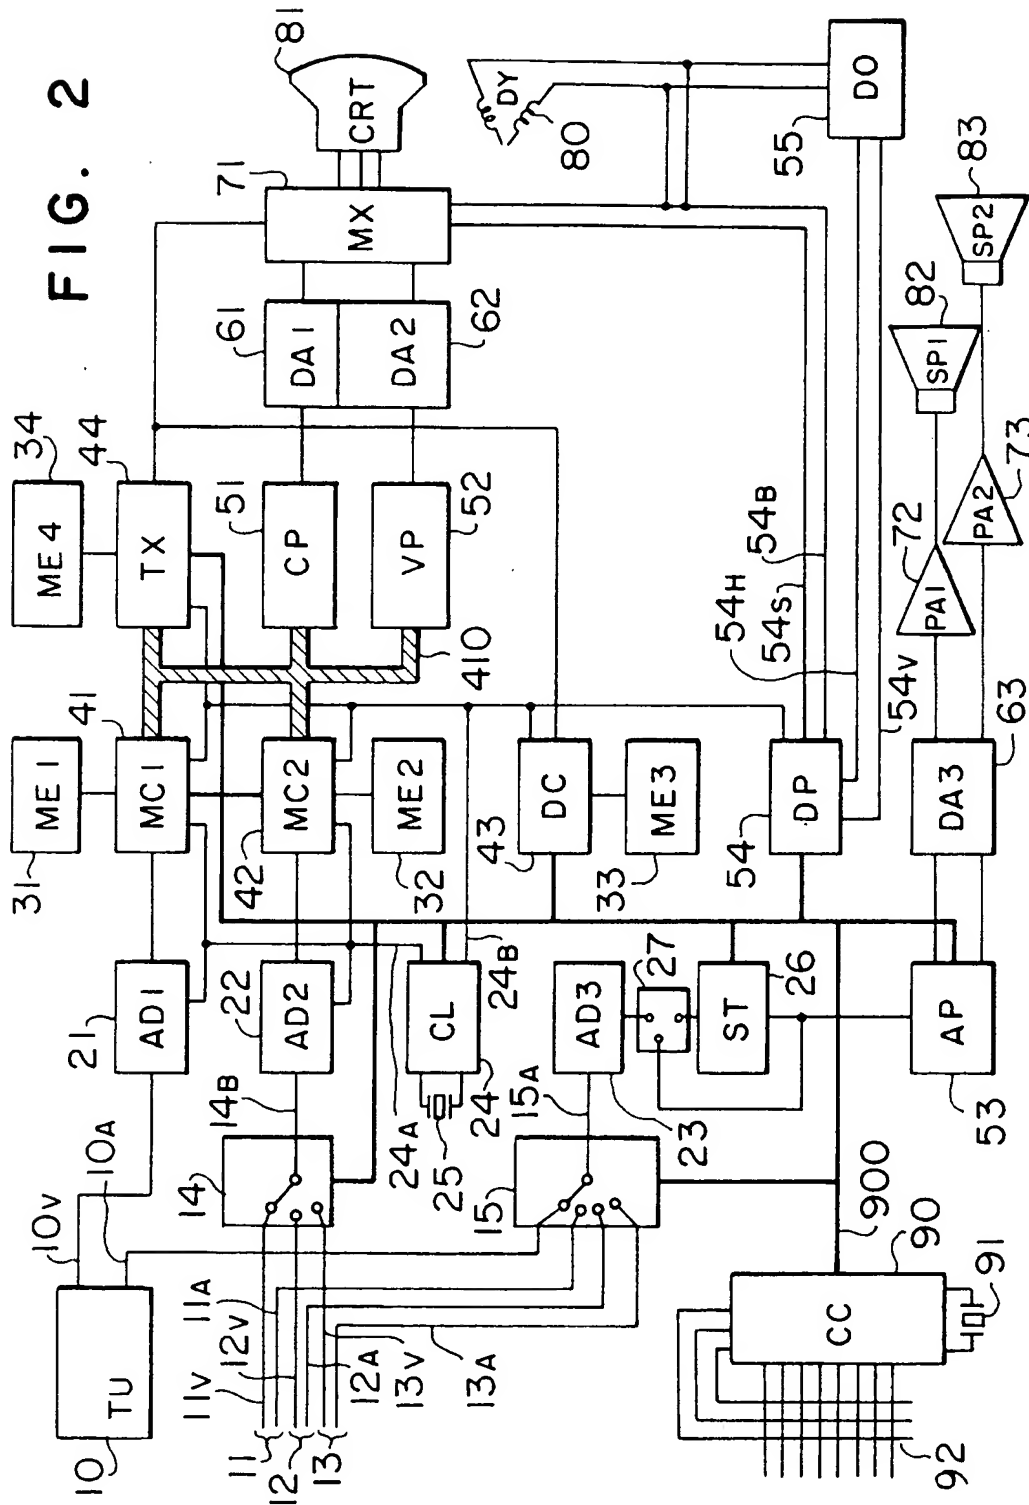 FIG. 2
31
ME1
41
MC1
21
AD1
10V
10A
TU
10
34
ME4
44
TX
71
MX
81
CRT
61
DA1
DA2
62
51
CP
VP
52
410
MC2
42
ME2
32
22
AD2
14B
14
24A
24B
CL
24
25
11V
11A
12V
12A
13V
13A
11
12
13
DC
43
ME3
33
DY
80
DO
55
54B
54S
54H
54V
DP
54
27
AD3
23
15A
15
ST
26
AP
53
DA3
63
72
PA1
PA2
73
SP1
82
SP2
83
900
90
CC
91
92